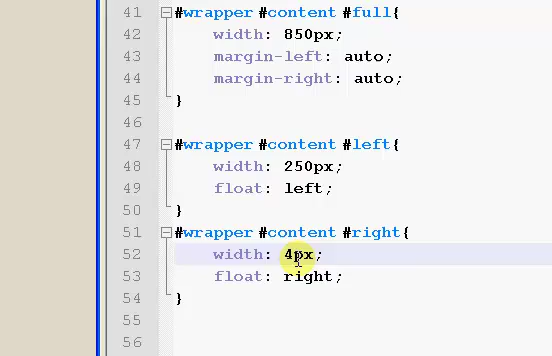 41 #wrapper #content #full{
42 width: 850px;
43 margin-left: auto;
44 margin-right: auto;
45 }
46
47 #wrapper #content #left{
48 width: 250px;
49 float: left;
50 }
51 #wrapper #content #right{
52 width: 4px;
53 float: right;
54 }
55
56